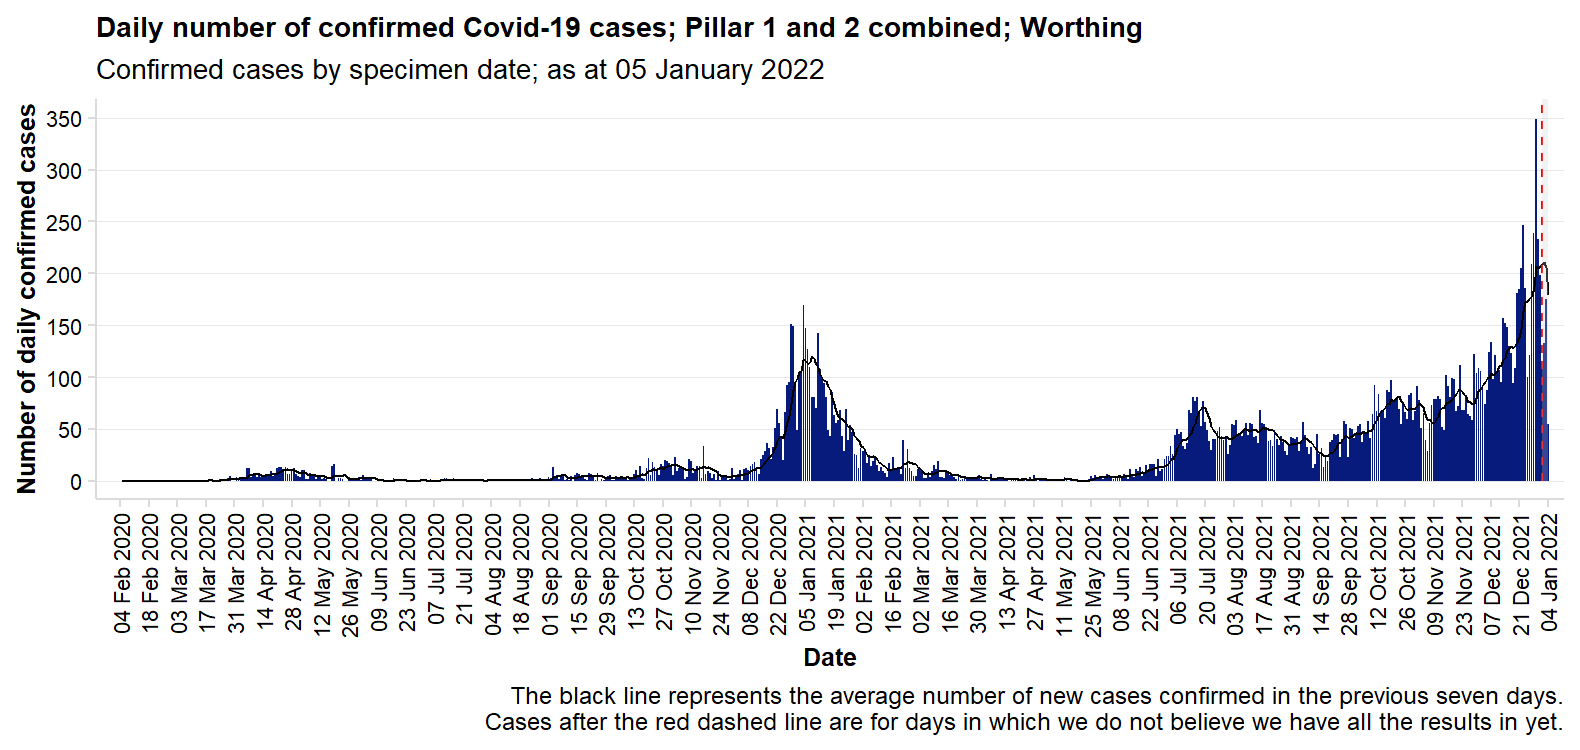 Daily number of confirmed Covid-19 cases; Pillar 1 and 2 combined; Worthing
Confirmed cases by specimen date; as at 05 January 2022
Number of daily confirmed cases
350
300
250
200
150
100
50
0
04 Feb 2020
18 Feb 2020
03 Mar 2020
17 Mar 2020
31 Mar 2020
14 Apr 2020
28 Apr 2020
12 May 2020
26 May 2020
09 Jun 2020
23 Jun 2020
07 Jul 2020
21 Jul 2020
04 Aug 2020
18 Aug 2020
01 Sep 2020
15 Sep 2020
29 Sep 2020
13 Oct 2020
27 Oct 2020
10 Nov 2020
24 Nov 2020
08 Dec 2020
22 Dec 2020
05 Jan 2021
19 Jan 2021
02 Feb 2021
16 Feb 2021
02 Mar 2021
16 Mar 2021
30 Mar 2021
13 Apr 2021
27 Apr 2021
11 May 2021
25 May 2021
08 Jun 2021
22 Jun 2021
06 Jul 2021
20 Jul 2021
03 Aug 2021
17 Aug 2021
31 Aug 2021
14 Sep 2021
28 Sep 2021
12 Oct 2021
26 Oct 2021
09 Nov 2021
23 Nov 2021
07 Dec 2021
21 Dec 2021
04 Jan 2022
Date
The black line represents the average number of new cases confirmed in the previous seven days.
Cases after the red dashed line are for days in which we do not believe we have all the results in yet.